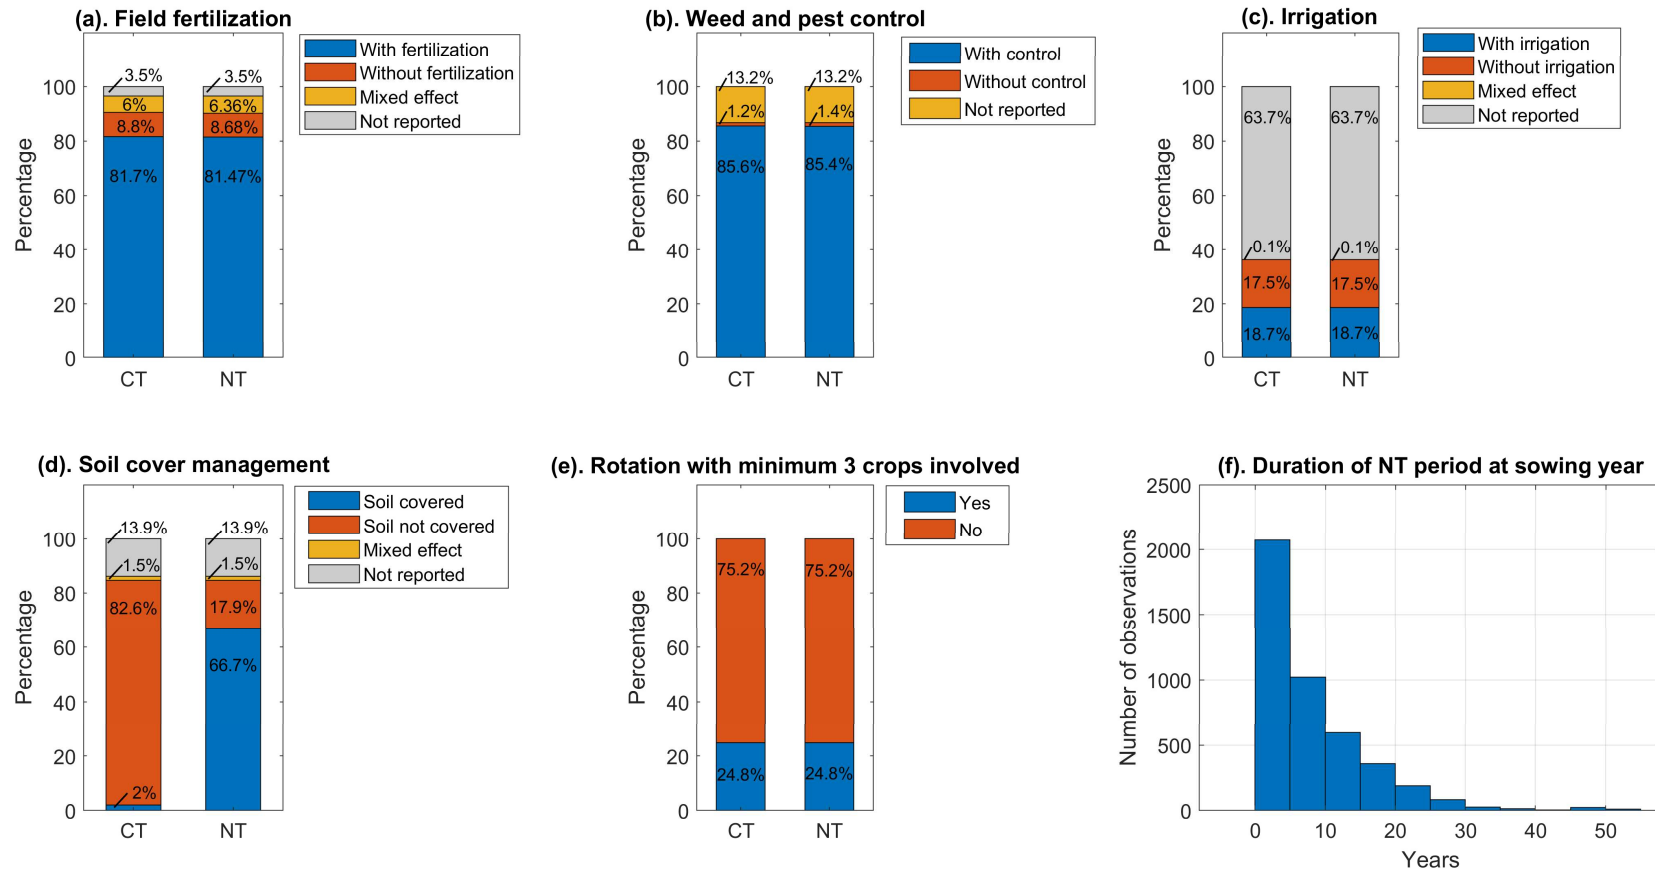 (a). Field fertilization
With fertilization
Without fertilization
Mixed effect
Not reported
3.5%
3.5%
6%
6.36%
8.8%
8.68%
81.7%
81.47%
100
80
60
40
20
0
Percentage
CT
NT
(b). Weed and pest control
With control
Without control
Not reported
13.2%
13.2%
1.2%
1.4%
85.6%
85.4%
100
80
60
40
20
0
Percentage
CT
NT
(c). Irrigation
With irrigation
Without irrigation
Mixed effect
Not reported
63.7%
63.7%
0.1%
0.1%
17.5%
17.5%
18.7%
18.7%
100
80
60
40
20
0
Percentage
CT
NT
(d). Soil cover management
Soil covered
Soil not covered
Mixed effect
Not reported
13.9%
13.9%
1.5%
1.5%
82.6%
17.9%
66.7%
2%
100
80
60
40
20
0
Percentage
CT
NT
(e). Rotation with minimum 3 crops involved
Yes
No
75.2%
75.2%
24.8%
24.8%
100
80
60
40
20
0
Percentage
CT
NT
(f). Duration of NT period at sowing year
2500
2000
1500
1000
500
0
Number of observations
0
10
20
30
40
50
Years